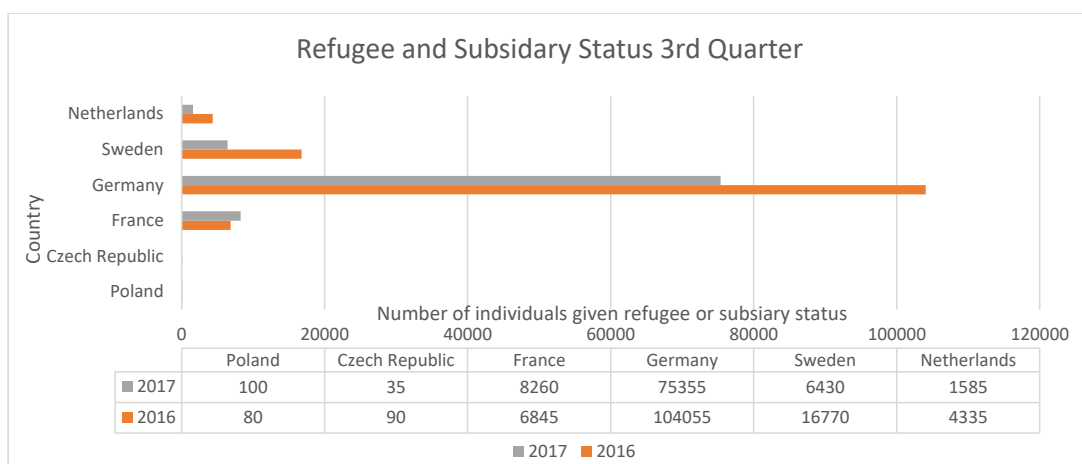 Refugee and Subsidary Status 3rd Quarter
Netherlands
Sweden
Germany
France
Czech Republic
Poland
Country
Number of individuals given refugee or subsiary status
0 20000 40000 60000 80000 100000 120000
Poland Czech Republic France Germany Sweden Netherlands
2017 100 35 8260 75355 6430 1585
2016 80 90 6845 104055 16770 4335
2017 2016